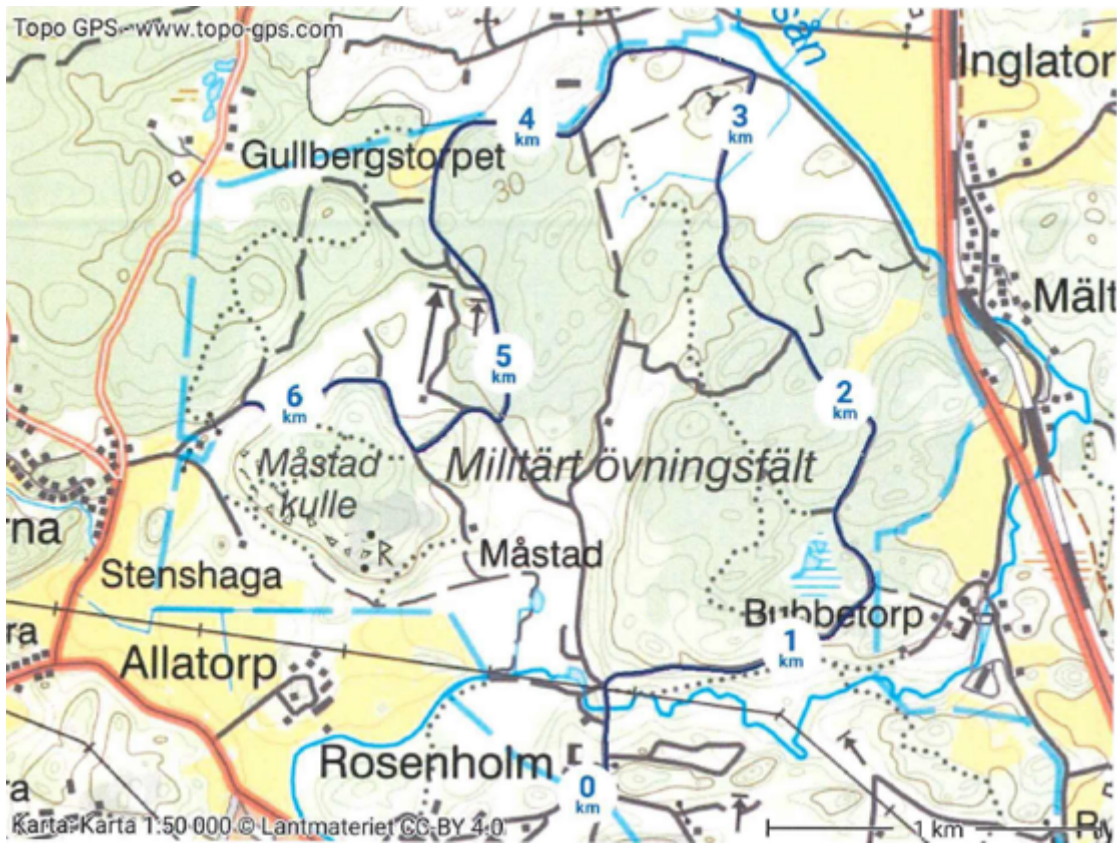 Topo GPS - www.topo-gps.com
ån
Inglator
4
km
3
km
Gullbergstorpet
30
Mält
5
km
6
km
2
km
Måstad
kulle
Militärt övningsfält
R
rna
Måstad
Stenshaga
Bubbetorp
ra
Allatorp
1
km
Rosenholm
0
km
a
Karta: Karta 1:50 000 © Lantmäteriet CC-BY 4.0
1 km